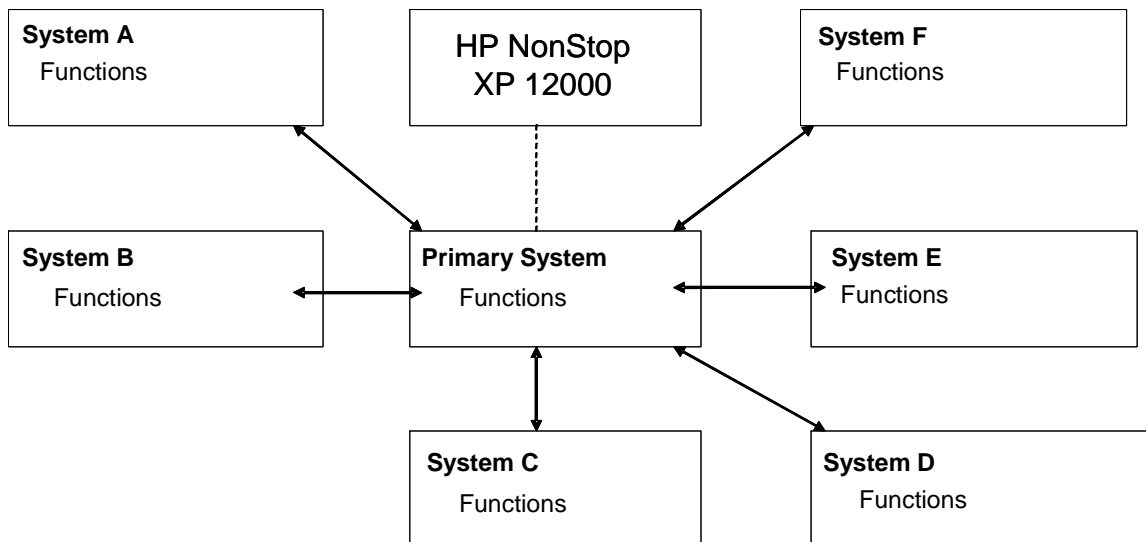 System A
Functions
HP NonStop
XP 12000
System F
Functions
System B
Functions
Primary System
Functions
System E
Functions
System C
Functions
System D
Functions